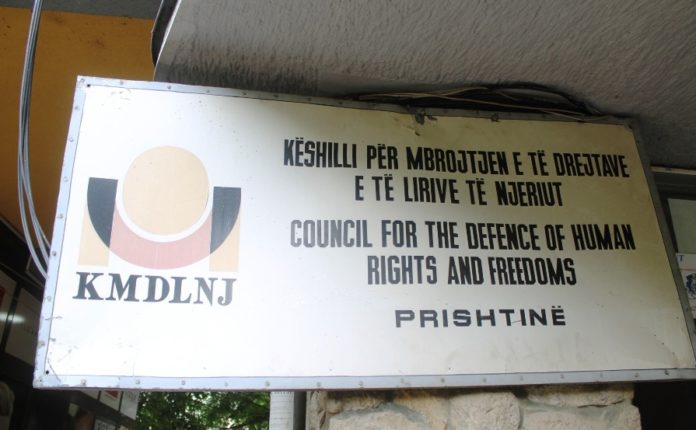 KMDLNJ
KËSHILLI PËR MBROJTJEN E TË DREJTAVE
E TË LIRIVE TË NJERIUT
COUNCIL FOR THE DEFENCE OF HUMAN
RIGHTS AND FREEDOMS
PRISHTINË